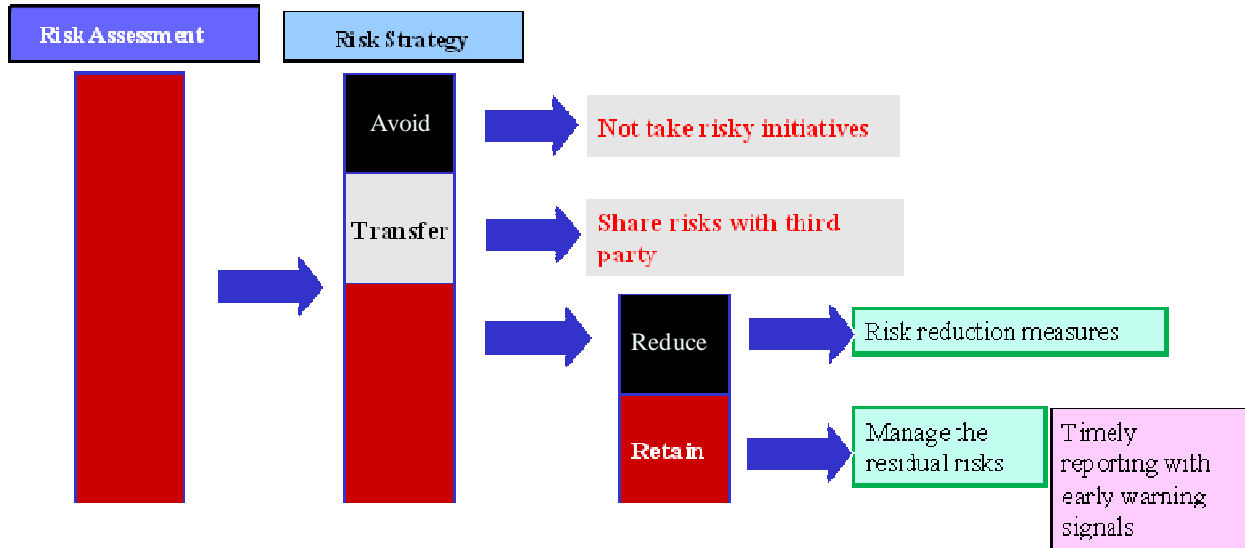 Risk Assessment
Risk Strategy
Avoid
Not take risky initiatives
Transfer
Share risks with third
party
Reduce
Risk reduction measures
Retain
Manage the
residual risks
Timely
reporting with
early warning
signals